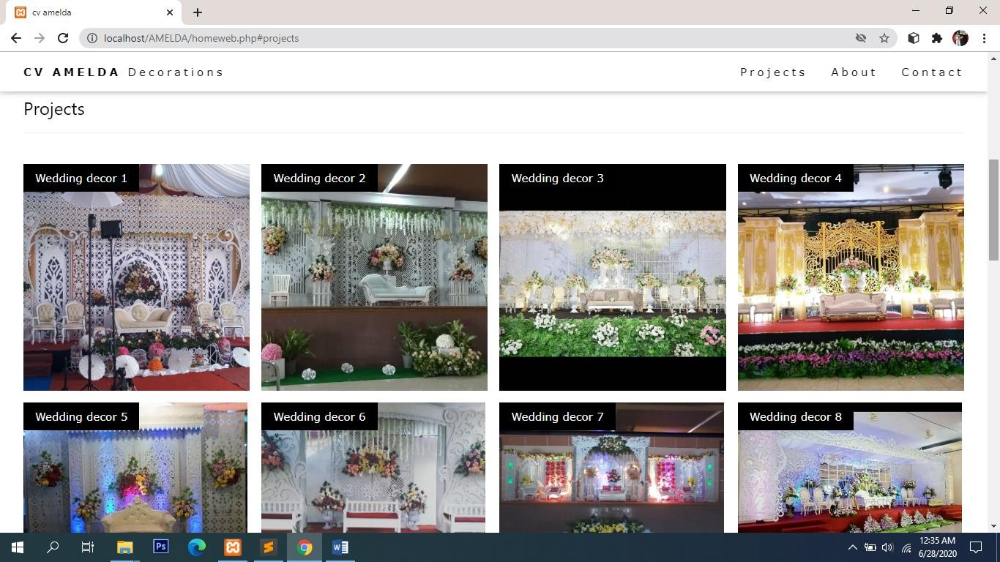 cv amelda
localhost/AMELDA/homeweb.php#projects
CV AMELDA Decorations
Projects About Contact
Projects
Wedding decor 1
Wedding decor 2
Wedding decor 3
Wedding decor 4
Wedding decor 5
Wedding decor 6
Wedding decor 7
Wedding decor 8
12:35 AM
6/28/2020